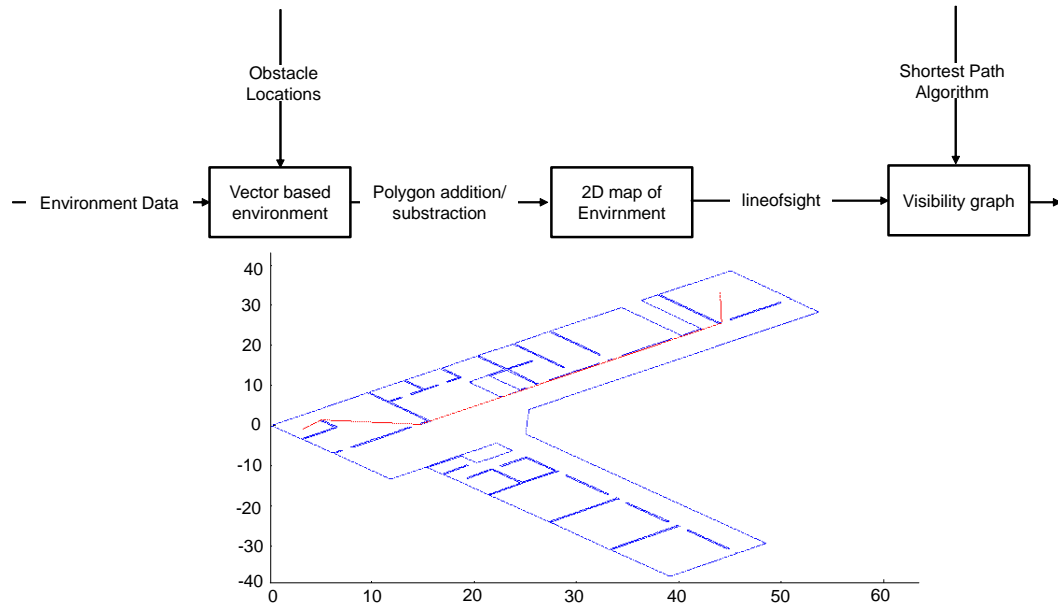 Obstacle
Locations
Shortest Path
Algorithm
Environment Data
Vector based
environment
Polygon addition/
substraction
2D map of
Envirnment
lineofsight
Visibility graph
40
30
20
10
0
-10
-20
-30
-40
0
10
20
30
40
50
60